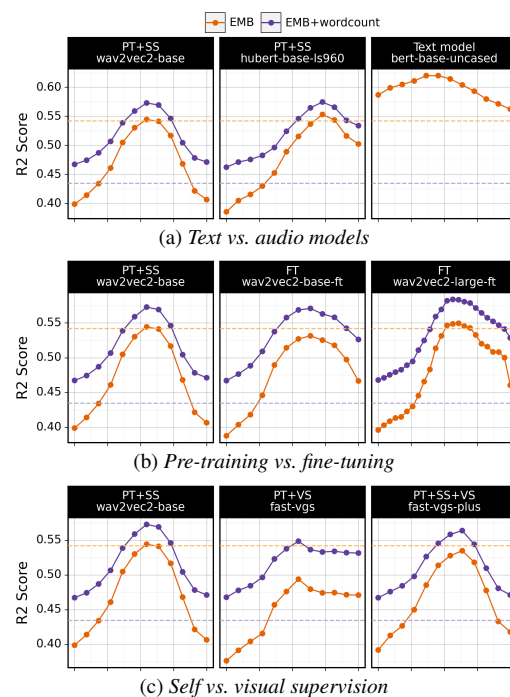 EMB EMB+wordcount
PT+SS PT+SS Text model
wav2vec2-base hubert-base-ls960 bert-base-uncased
0.60
0.55
0.50
0.45
0.40
R2 Score
(a) Text vs. audio models
PT+SS FT FT
wav2vec2-base wav2vec2-base-ft wav2vec2-large-ft
0.55
0.50
0.45
0.40
R2 Score
(b) Pre-training vs. fine-tuning
PT+SS PT+VS PT+SS+VS
wav2vec2-base fast-vgs fast-vgs-plus
0.55
0.50
0.45
0.40
R2 Score
(c) Self vs. visual supervision